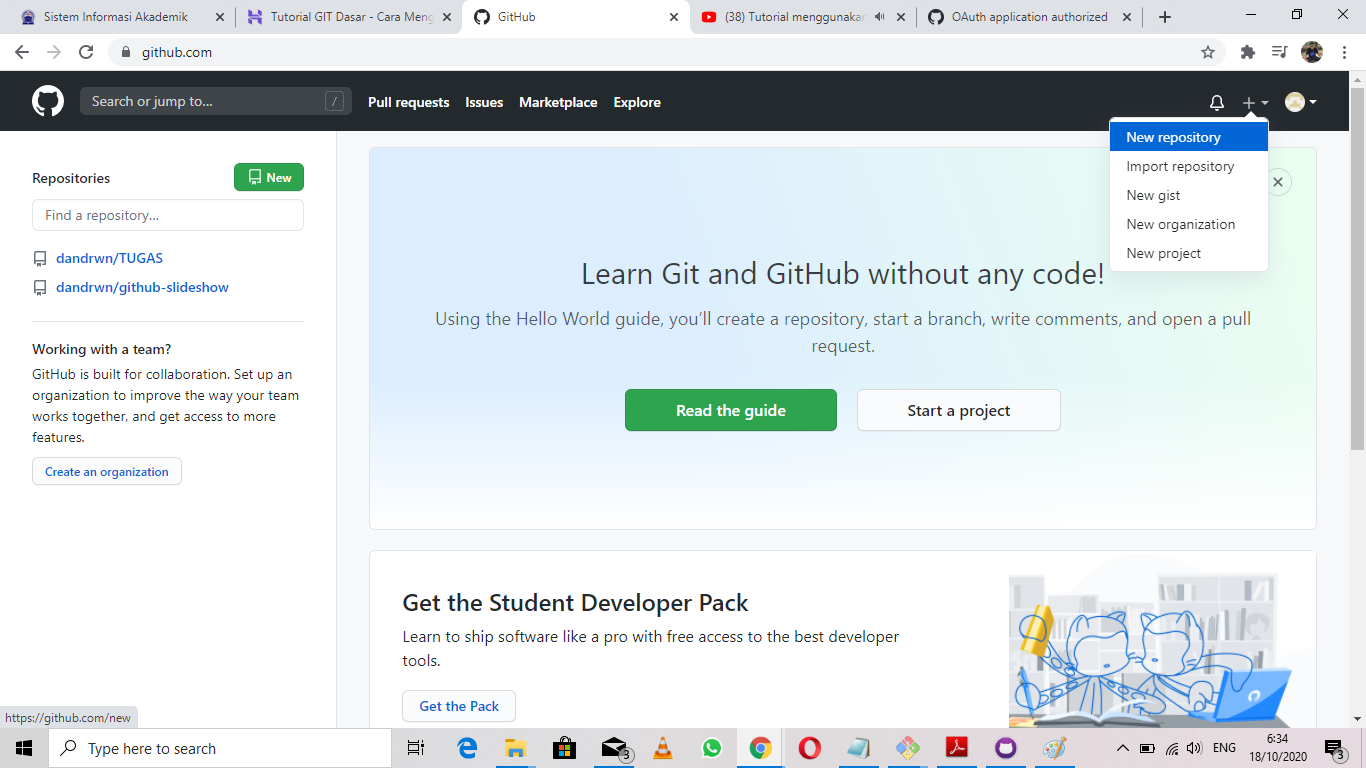 Sistem Informasi Akademik
Tutorial GIT Dasar - Cara Meng
GitHub
(38) Tutorial menggunakan
OAuth application authorized
github.com
Search or jump to...
/
Pull requests
Issues
Marketplace
Explore
New repository
Import repository
New gist
New organization
New project
Repositories
New
Find a repository...
dandrwn/TUGAS
dandrwn/github-slideshow
Working with a team?
GitHub is built for collaboration. Set up an
organization to improve the way your team
works together, and get access to more
features.
Create an organization
Learn Git and GitHub without any code!
Using the Hello World guide, you’ll create a repository, start a branch, write comments, and open a pull
request.
Read the guide
Start a project
Get the Student Developer Pack
Learn to ship software like a pro with free access to the best developer
tools.
Get the Pack
https://github.com/new
Type here to search
3
ENG
6:34
18/10/2020
3